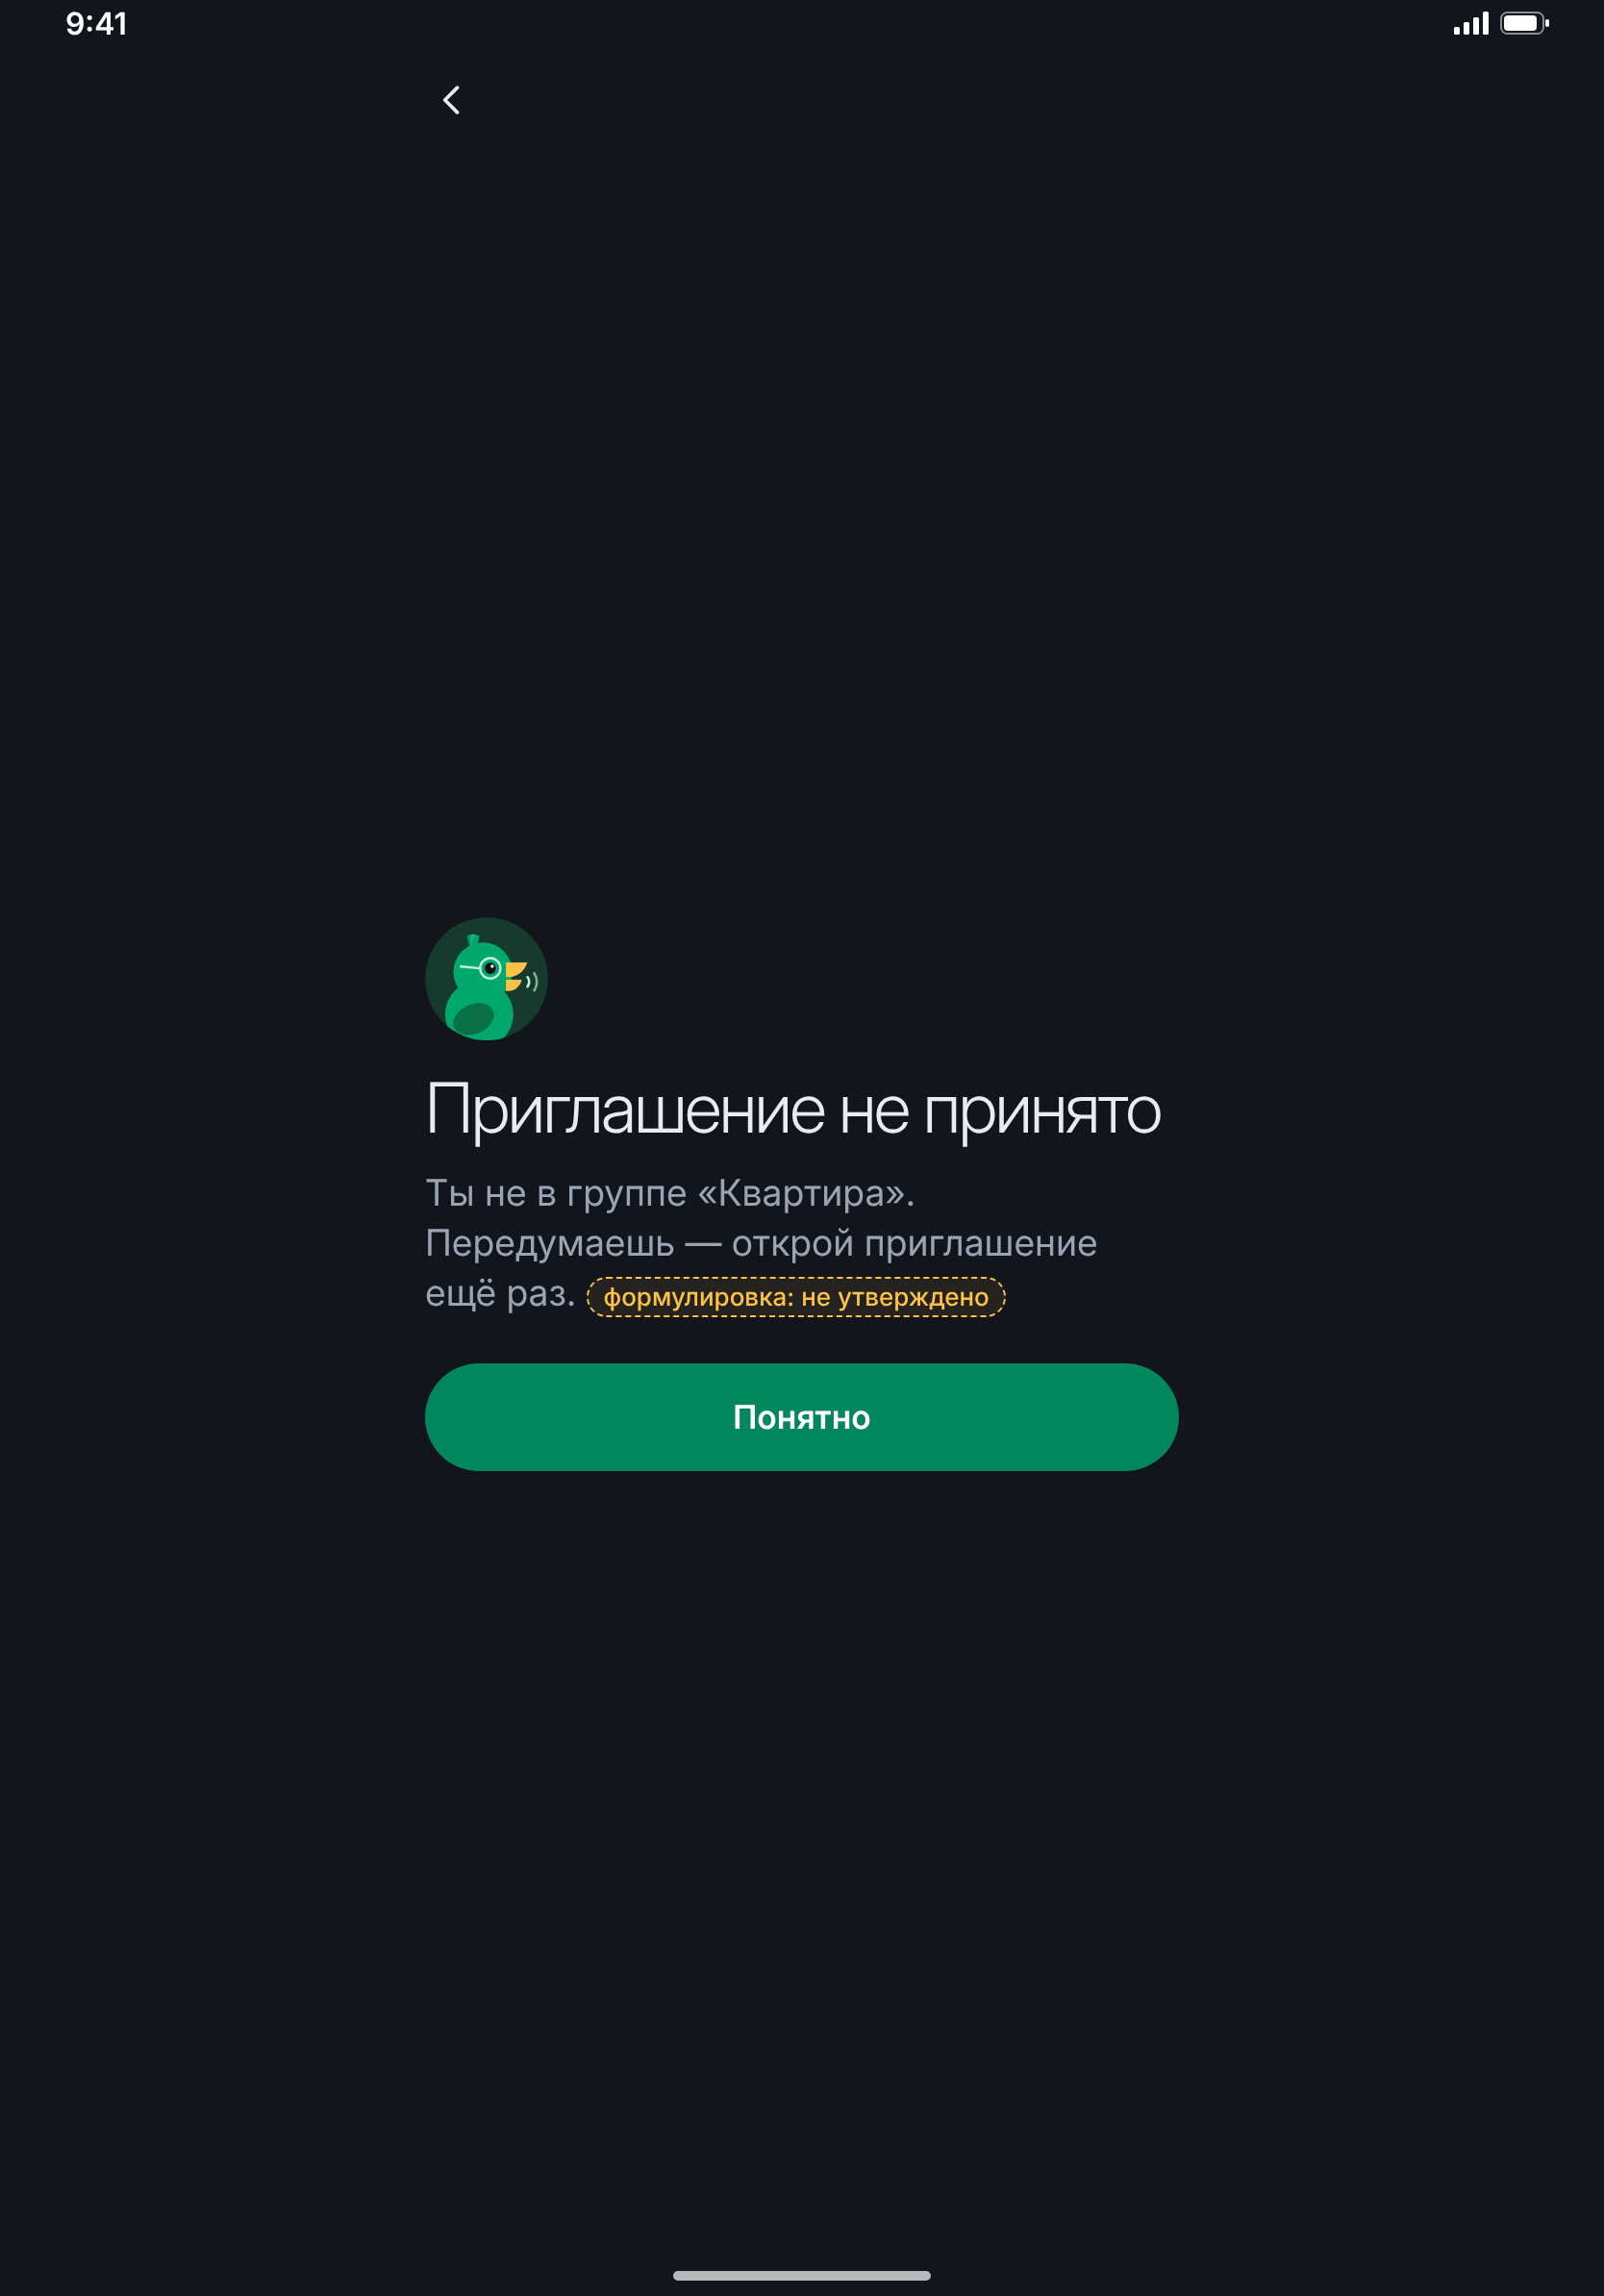 9:41
Приглашение не принято
Ты не в группе «Квартира».
Передумаешь — открой приглашение
ещё раз. формулировка: не утверждено
Понятно